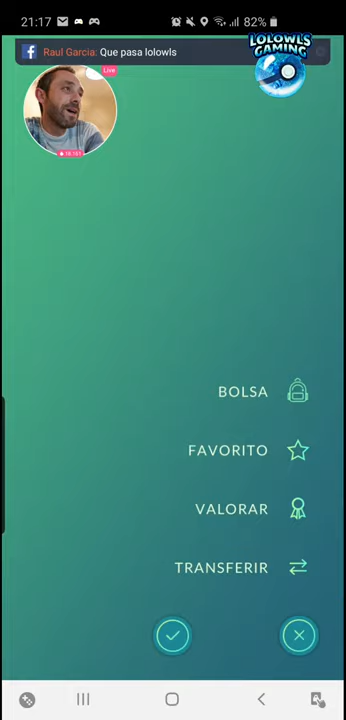 21:17
82%
Raul Garcia: Que pasa lolowls
LOLOWLS
GAMING
Live
BOLSA
FAVORITO
VALORAR
TRANSFERIR